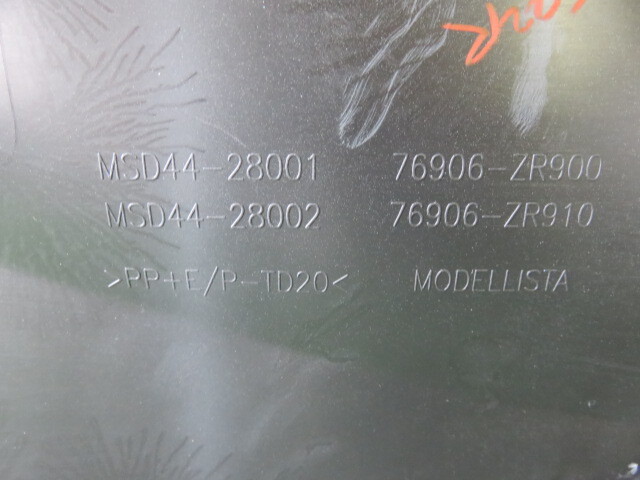 MSD44-28001 76906-ZR900
MSD44-28002 76906-ZR910
>PP+E/P-TD20< MODELLISTA